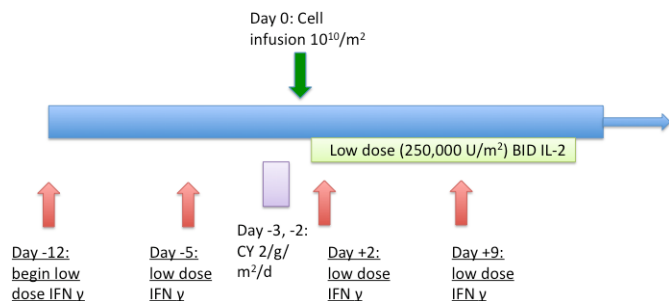 Day 0: Cell
infusion 10¹⁰/m²
Low dose (250,000 U/m²) BID IL-2
Day -12:
begin low
dose IFN γ
Day -5:
low dose
IFN γ
Day -3, -2:
CY 2/g/
m²/d
Day +2:
low dose
IFN γ
Day +9:
low dose
IFN γ